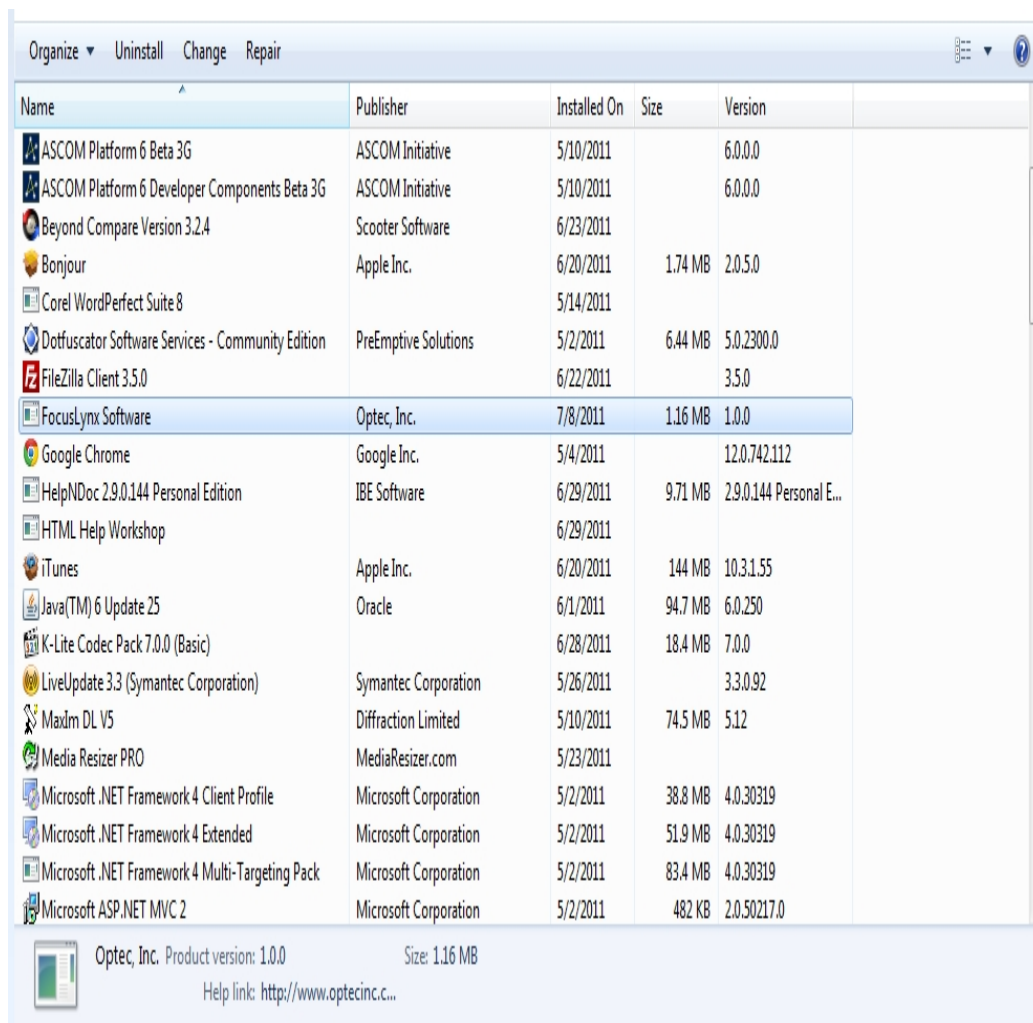 Organize Uninstall Change Repair
Name Publisher Installed On Size Version
ASCOM Platform 6 Beta 3G ASCOM Initiative 5/10/2011 6.0.0.0
ASCOM Platform 6 Developer Components Beta 3G ASCOM Initiative 5/10/2011 6.0.0.0
Beyond Compare Version 3.2.4 Scooter Software 6/23/2011
Bonjour Apple Inc. 6/20/2011 1.74 MB 2.0.5.0
Corel WordPerfect Suite 8 5/14/2011
Dotfuscator Software Services - Community Edition PreEmptive Solutions 5/2/2011 6.44 MB 5.0.2300.0
FileZilla Client 3.5.0 6/22/2011 3.5.0
FocusLynx Software Optec, Inc. 7/8/2011 1.16 MB 1.0.0
Google Chrome Google Inc. 5/4/2011 12.0.742.112
HelpNDoc 2.9.0.144 Personal Edition IBE Software 6/29/2011 9.71 MB 2.9.0.144 Personal E...
HTML Help Workshop 6/29/2011
iTunes Apple Inc. 6/20/2011 144 MB 10.3.1.55
Java(TM) 6 Update 25 Oracle 6/1/2011 94.7 MB 6.0.250
K-Lite Codec Pack 7.0.0 (Basic) 6/28/2011 18.4 MB 7.0.0
LiveUpdate 3.3 (Symantec Corporation) Symantec Corporation 5/26/2011 3.3.0.92
MaxIm DL V5 Diffraction Limited 5/10/2011 74.5 MB 5.12
Media Resizer PRO MediaResizer.com 5/23/2011
Microsoft .NET Framework 4 Client Profile Microsoft Corporation 5/2/2011 38.8 MB 4.0.30319
Microsoft .NET Framework 4 Extended Microsoft Corporation 5/2/2011 51.9 MB 4.0.30319
Microsoft .NET Framework 4 Multi-Targeting Pack Microsoft Corporation 5/2/2011 83.4 MB 4.0.30319
Microsoft ASP.NET MVC 2 Microsoft Corporation 5/2/2011 482 KB 2.0.50217.0
Optec, Inc. Product version: 1.0.0 Size: 1.16 MB
Help link: http://www.optecinc.c...